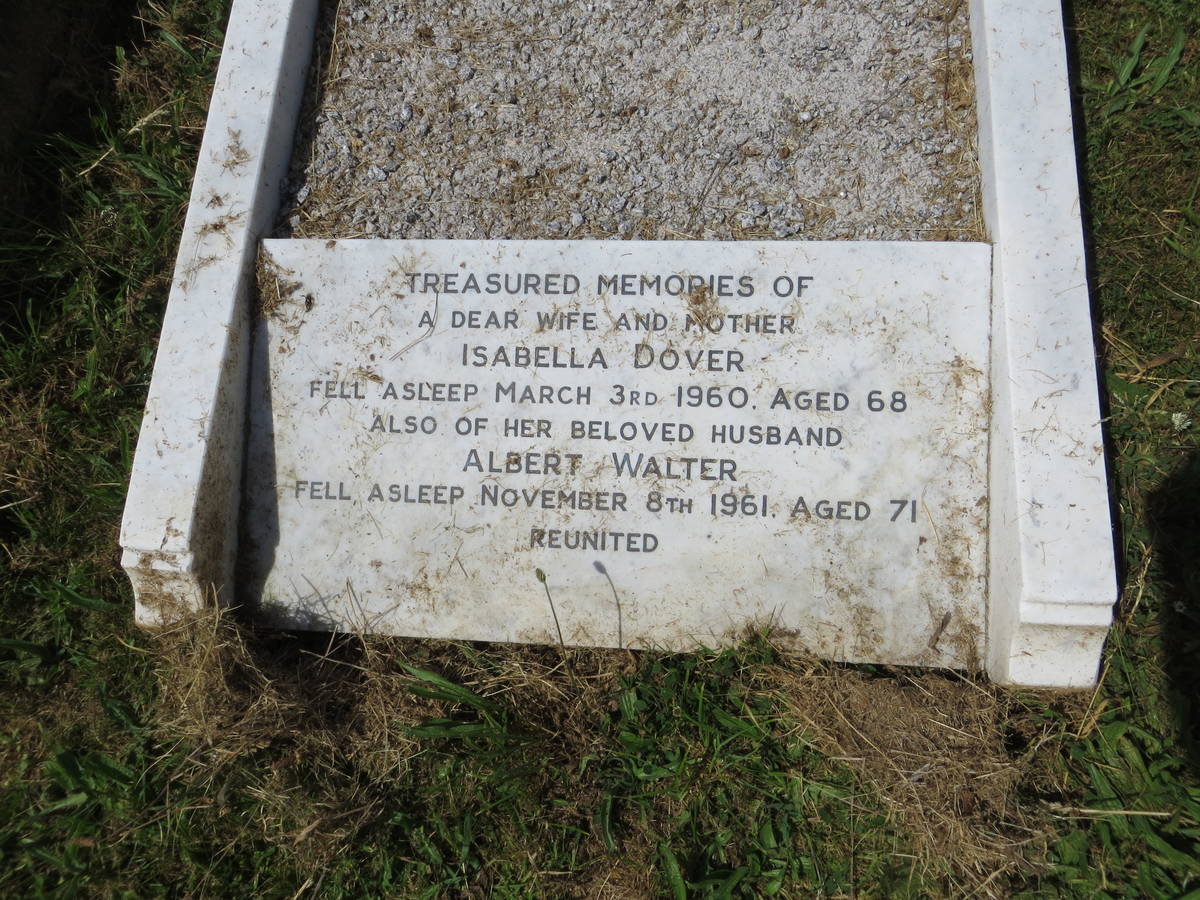 TREASURED MEMORIES OF
A DEAR WIFE AND MOTHER
ISABELLA DOVER
FELL ASLEEP MARCH 3RD 1960. AGED 68
ALSO OF HER BELOVED HUSBAND
ALBERT WALTER
FELL ASLEEP NOVEMBER 8TH 1961. AGED 71
REUNITED